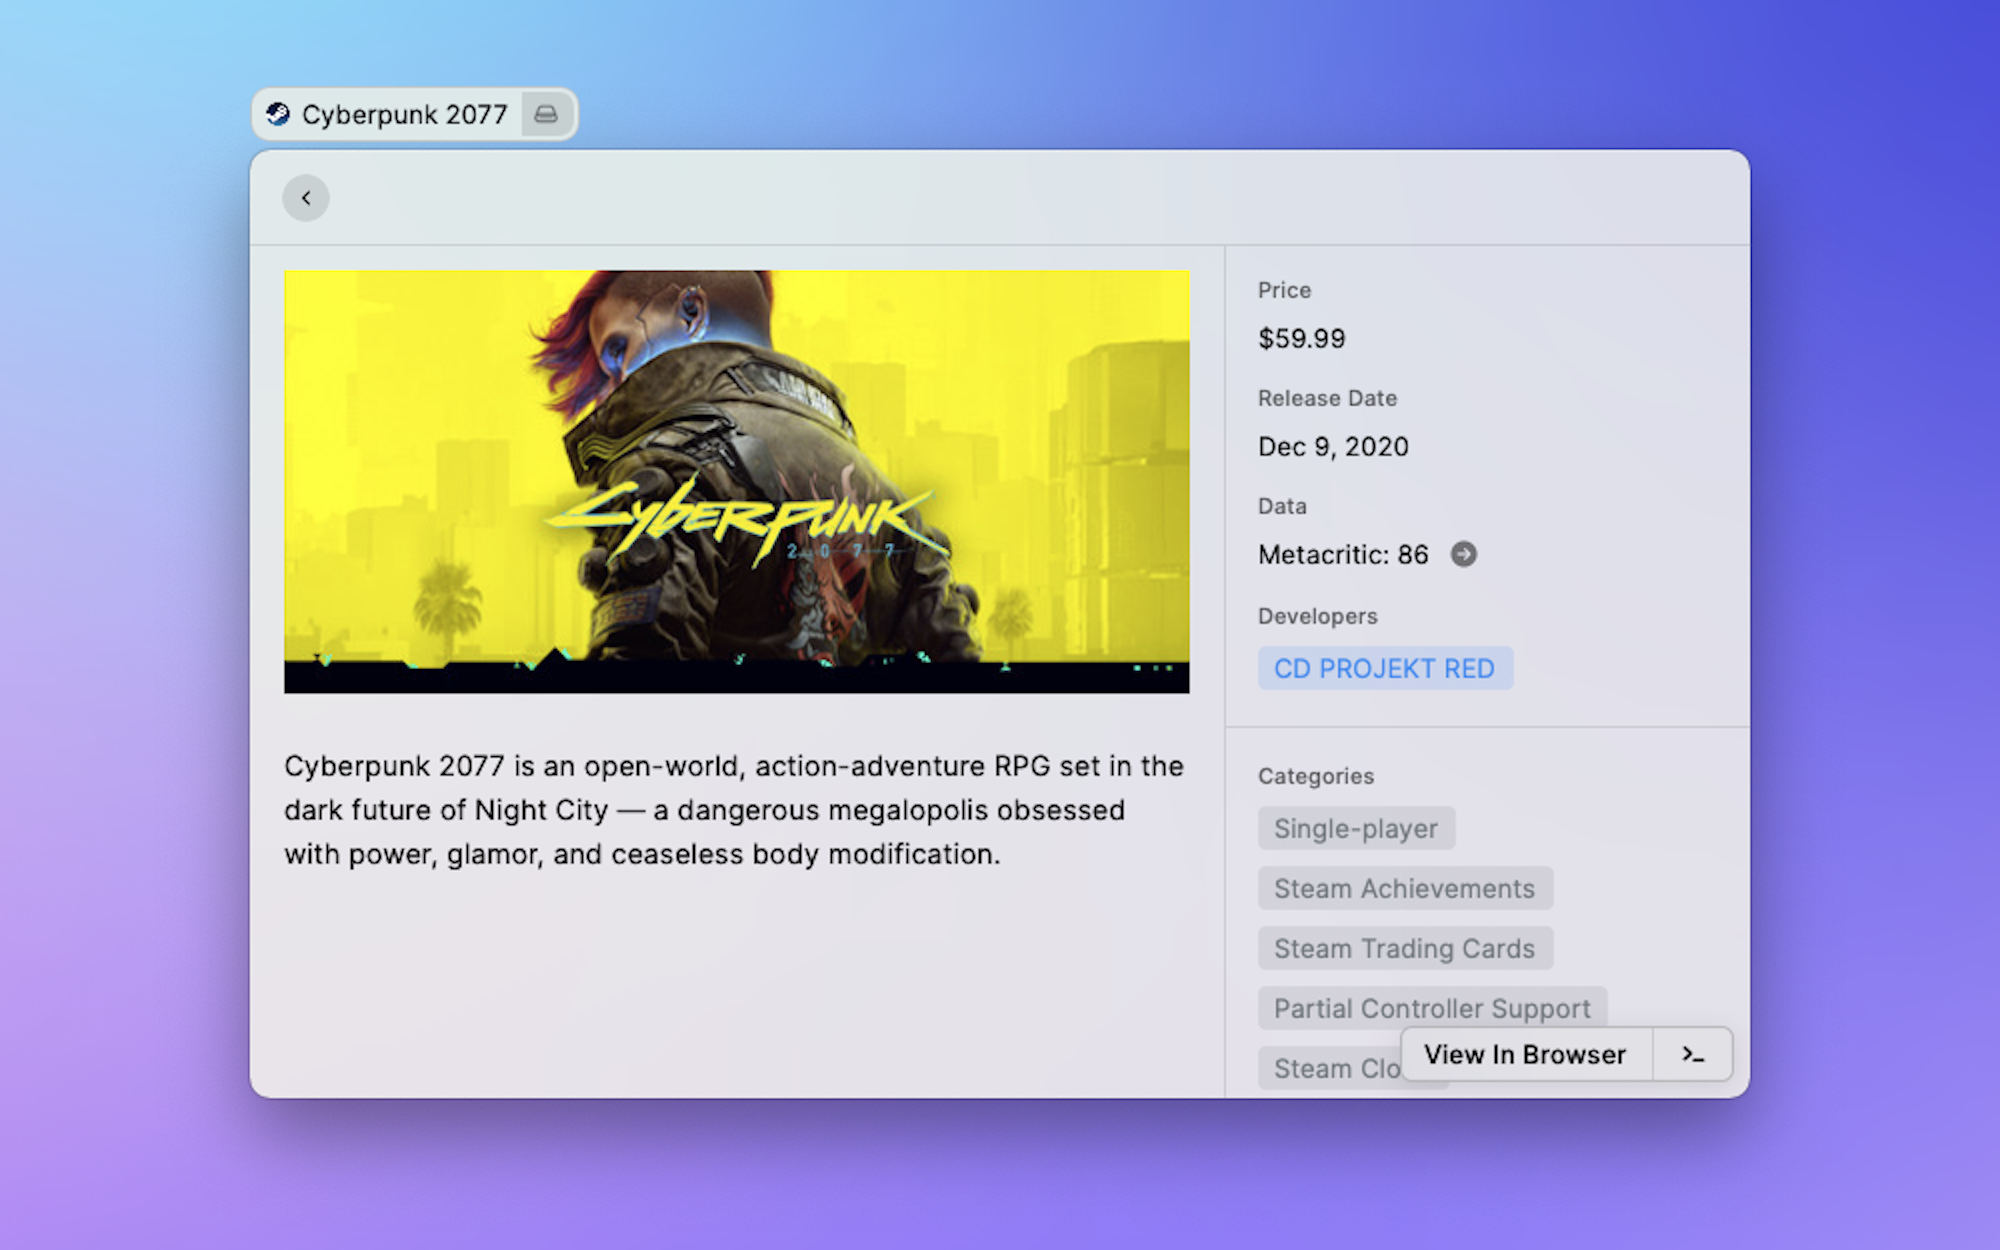 Cyberpunk 2077
CYBERPUNK
2077
Cyberpunk 2077 is an open-world, action-adventure RPG set in the
dark future of Night City — a dangerous megalopolis obsessed
with power, glamor, and ceaseless body modification.
Price
$59.99
Release Date
Dec 9, 2020
Data
Metacritic: 86
Developers
CD PROJEKT RED
Categories
Single-player
Steam Achievements
Steam Trading Cards
Partial Controller Support
Steam Clo
View In Browser